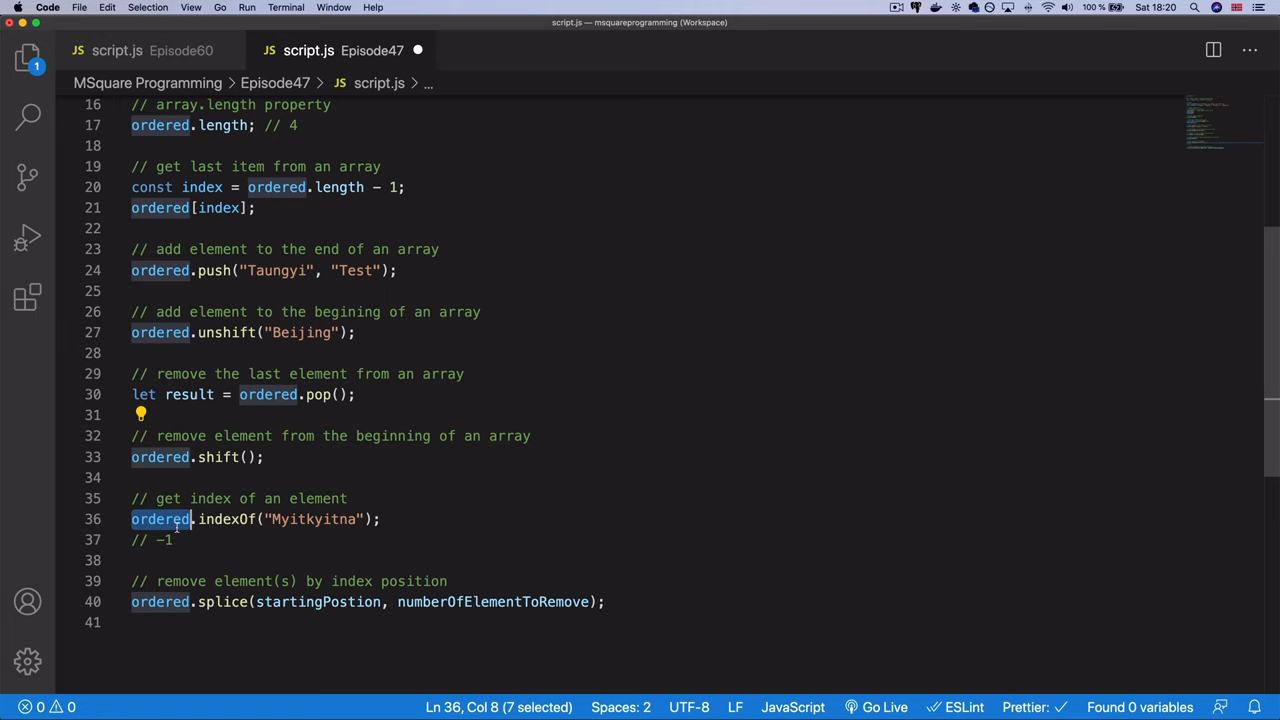 Code File Edit Selection View Go Run Terminal Window Help 100 % Sat 18:20
script.js — msquareprogramming (Workspace)
JS script.js Episode60 JS script.js Episode47
MSquare Programming > Episode47 > JS script.js > ...
1
16 // array.length property
17 ordered.length; // 4
18
19 // get last item from an array
20 const index = ordered.length - 1;
21 ordered[index];
22
23 // add element to the end of an array
24 ordered.push("Taungyi", "Test");
25
26 // add element to the begining of an array
27 ordered.unshift("Beijing");
28
29 // remove the last element from an array
30 let result = ordered.pop();
31
32 // remove element from the beginning of an array
33 ordered.shift();
34
35 // get index of an element
36 ordered.indexOf("Myitkyitna");
37 // -1
38
39 // remove element(s) by index position
40 ordered.splice(startingPostion, numberOfElementToRemove);
41
0 0 Ln 36, Col 8 (7 selected) Spaces: 2 UTF-8 LF JavaScript Go Live ESLint Prettier: Found 0 variables